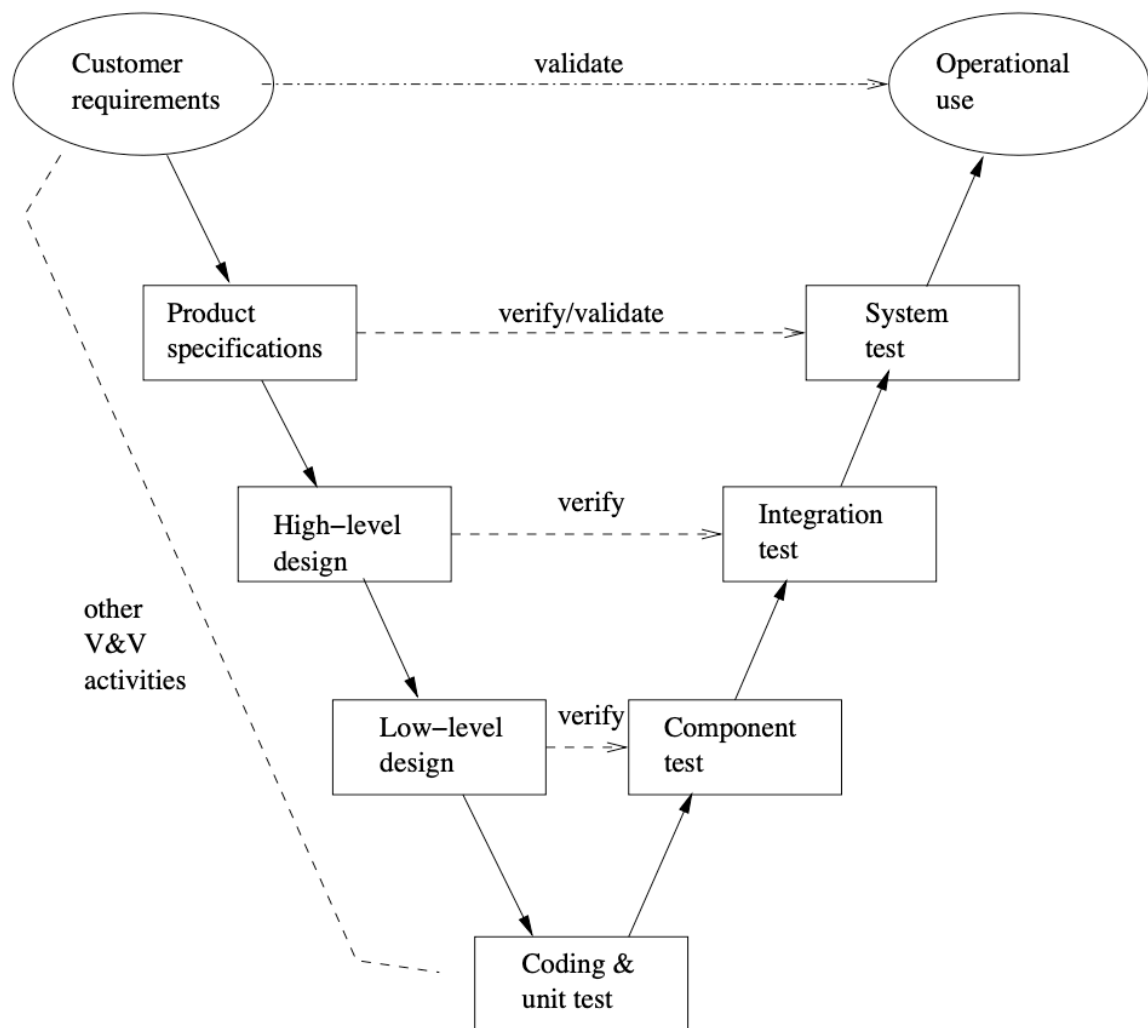 Customer
requirements
validate
Operational
use
Product
specifications
verify/validate
System
test
High−level
design
verify
Integration
test
other
V&V
activities
Low−level
design
verify
Component
test
Coding &
unit test